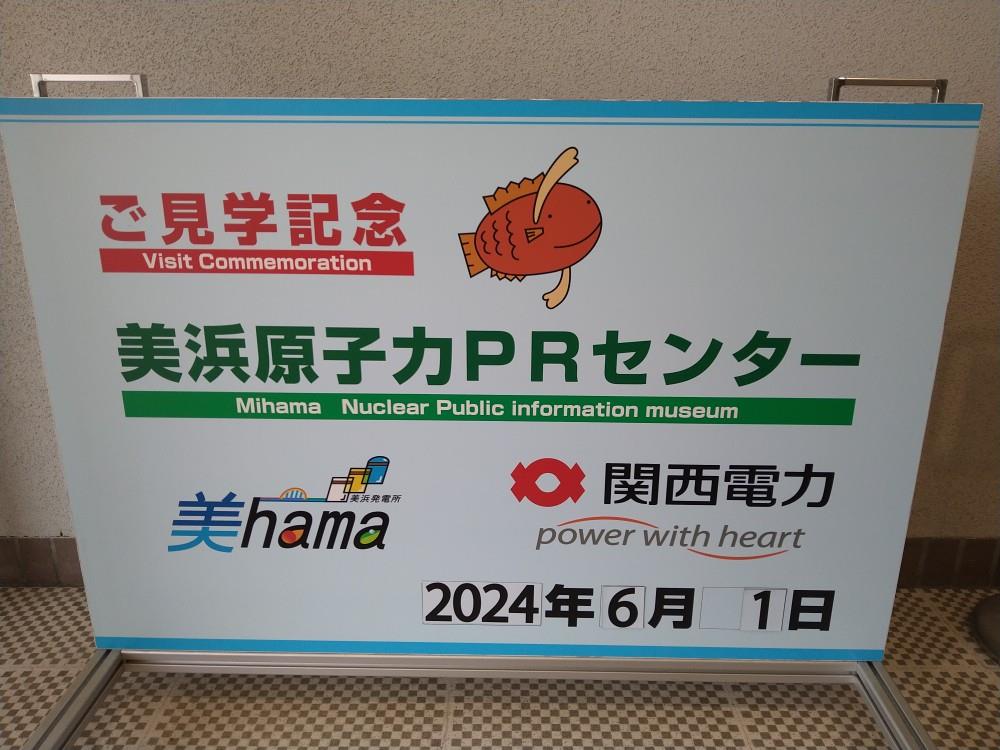 ご見学記念
Visit Commemoration
美浜原子力PRセンター
Mihama Nuclear Public information museum
美浜発電所
美hama
関西電力
power with heart
2024年6月1日